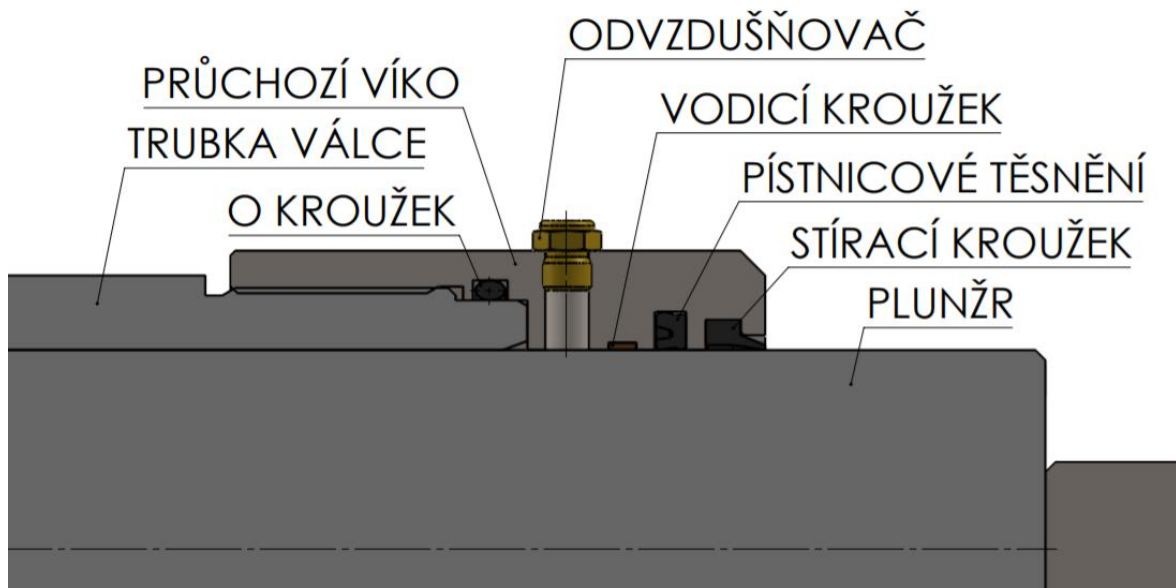 ODVZDUŠŇOVAČ
PRŮCHOZÍ VÍKO
VODICÍ KROUŽEK
TRUBKA VÁLCE
PÍSTNICOVÉ TĚSNĚNÍ
O KROUŽEK
STÍRACÍ KROUŽEK
PLUNŽR